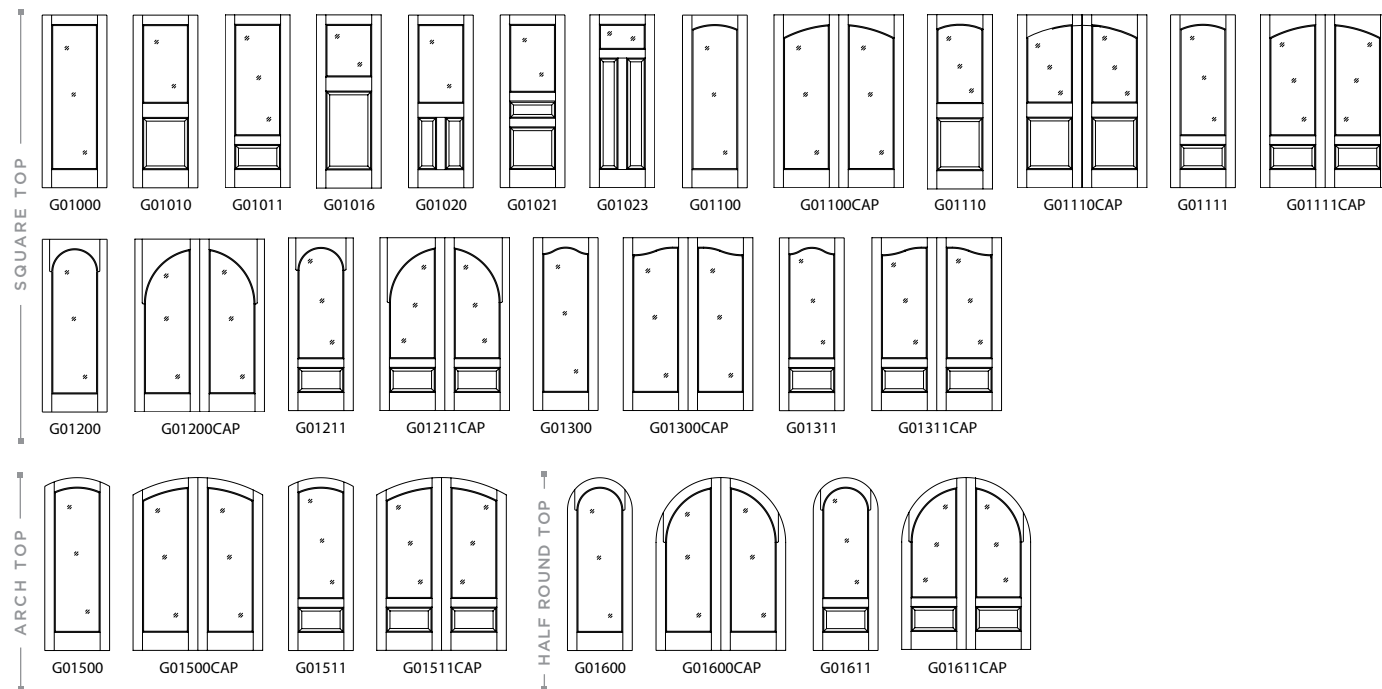 SQUARE TOP
G01000 G01010 G01011 G01016 G01020 G01021 G01023 G01100 G01100CAP G01110 G01110CAP G01111 G01111CAP
G01200 G01200CAP G01211 G01211CAP G01300 G01300CAP G01311 G01311CAP
ARCH TOP
G01500 G01500CAP G01511 G01511CAP
HALF ROUND TOP
G01600 G01600CAP G01611 G01611CAP